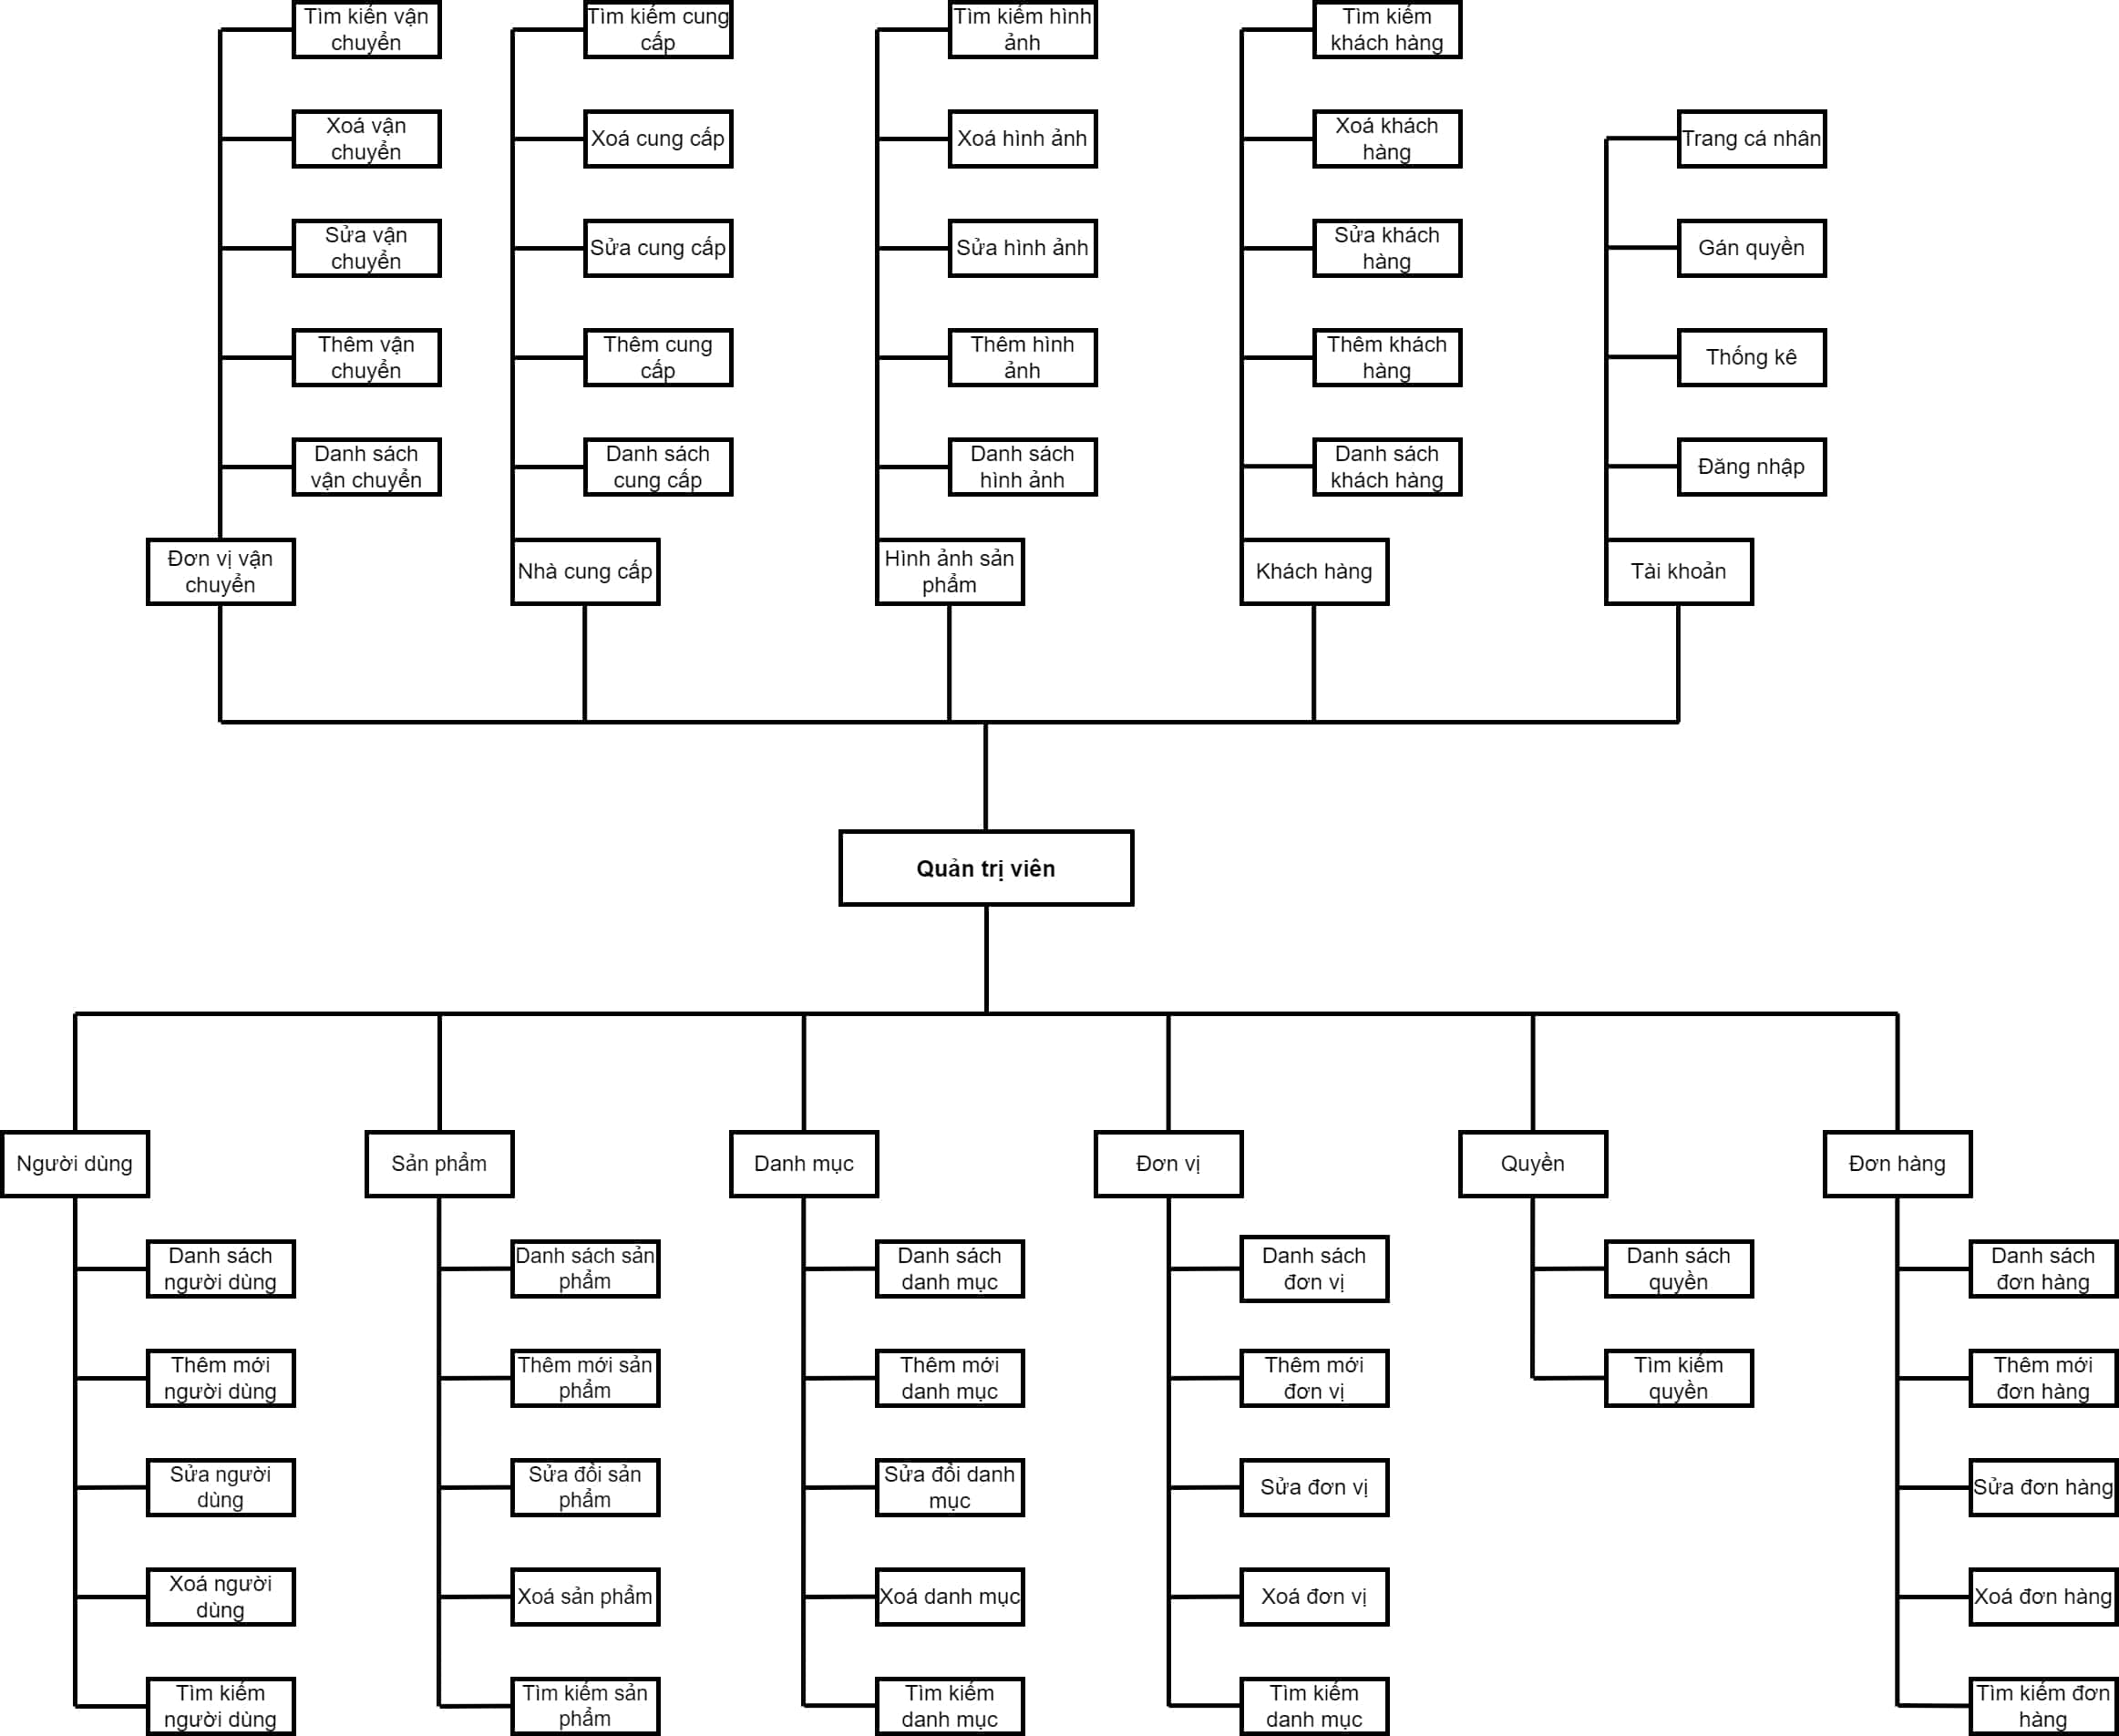 Tìm kiến vận
chuyển
Tìm kiếm cung
cấp
Tìm kiếm hình
ảnh
Tìm kiếm
khách hàng
Xoá vận
chuyển
Xoá cung cấp
Xoá hình ảnh
Xoá khách
hàng
Trang cá nhân
Sửa vận
chuyển
Sửa cung cấp
Sửa hình ảnh
Sửa khách
hàng
Gán quyền
Thêm vận
chuyển
Thêm cung
cấp
Thêm hình
ảnh
Thêm khách
hàng
Thống kê
Danh sách
vận chuyển
Danh sách
cung cấp
Danh sách
hình ảnh
Danh sách
khách hàng
Đăng nhập
Đơn vị vận
chuyển
Nhà cung cấp
Hình ảnh sản
phẩm
Khách hàng
Tài khoản
Quản trị viên
Người dùng
Sản phẩm
Danh mục
Đơn vị
Quyền
Đơn hàng
Danh sách
người dùng
Danh sách sản
phẩm
Danh sách
danh mục
Danh sách
đơn vị
Danh sách
quyền
Danh sách
đơn hàng
Thêm mới
người dùng
Thêm mới sản
phẩm
Thêm mới
danh mục
Thêm mới
đơn vị
Tìm kiếm
quyền
Thêm mới
đơn hàng
Sửa người
dùng
Sửa đồi sản
phẩm
Sửa đổi danh
mục
Sửa đơn vị
Sửa đơn hàng
Xoá người
dùng
Xoá sản phẩm
Xoá danh mục
Xoá đơn vị
Xoá đơn hàng
Tìm kiếm
người dùng
Tìm kiếm sản
phẩm
Tìm kiếm
danh mục
Tìm kiếm
danh mục
Tìm kiếm đơn
hàng